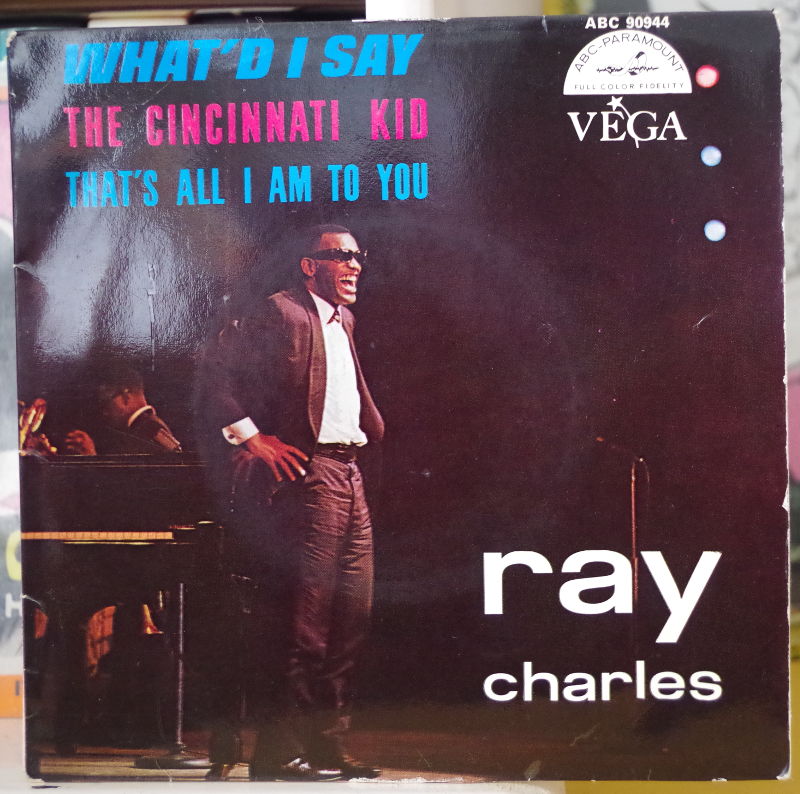 WHAT'D I SAY
THE CINCINNATI KID
THAT'S ALL I AM TO YOU
ABC 90944
ABC-PARAMOUNT
FULL COLOR FIDELITY
VEGA
ray
charles